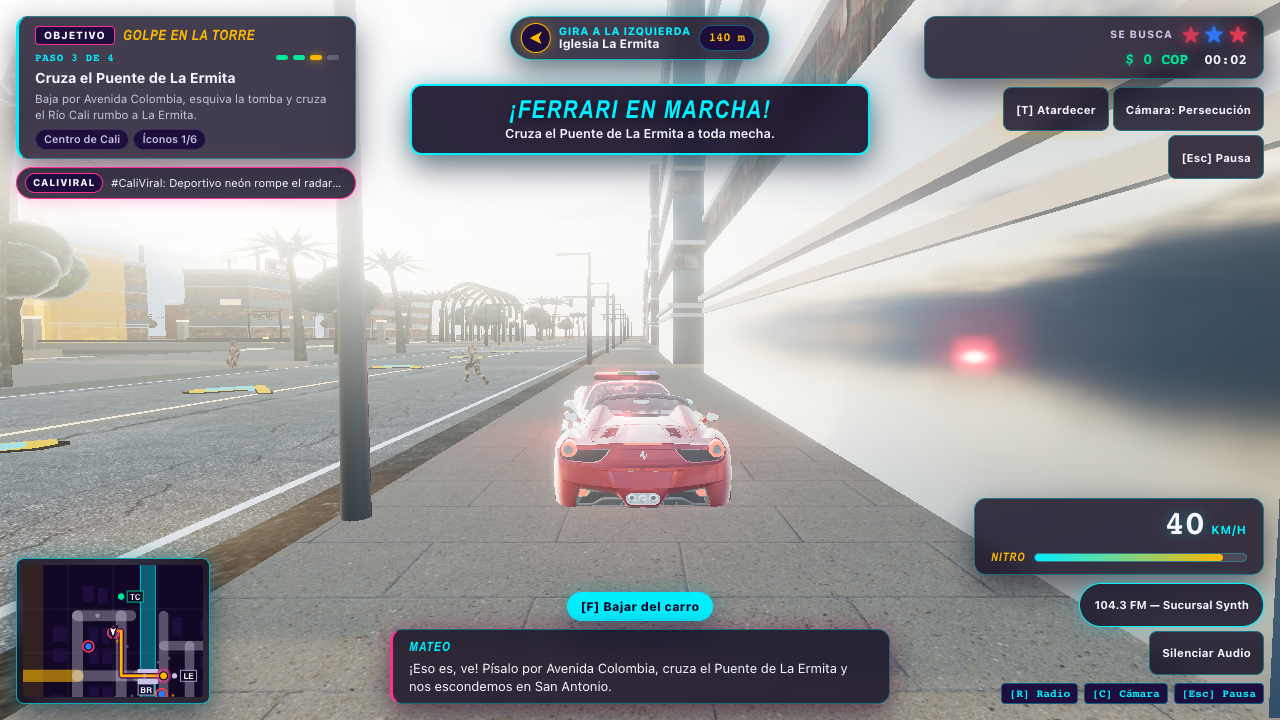 OBJETIVO GOLPE EN LA TORRE
PASO 3 DE 4
Cruza el Puente de La Ermita
Baja por Avenida Colombia, esquiva la tomba y cruza
el Río Cali rumbo a La Ermita.
Centro de Cali Íconos 1/6
CALIVIRAL #CaliViral: Deportivo neón rompe el radar...
GIRA A LA IZQUIERDA
Iglesia La Ermita
140 m
¡FERRARI EN MARCHA!
Cruza el Puente de La Ermita a toda mecha.
SE BUSCA
$ 0 COP 00:02
[T] Atardecer Cámara: Persecución
[Esc] Pausa
TC
LE
BR
[F] Bajar del carro
MATEO
¡Eso es, ve! Písalo por Avenida Colombia, cruza el Puente de La Ermita y
nos escondemos en San Antonio.
40 KM/H
NITRO
104.3 FM — Sucursal Synth
Silenciar Audio
[R] Radio [C] Cámara [Esc] Pausa